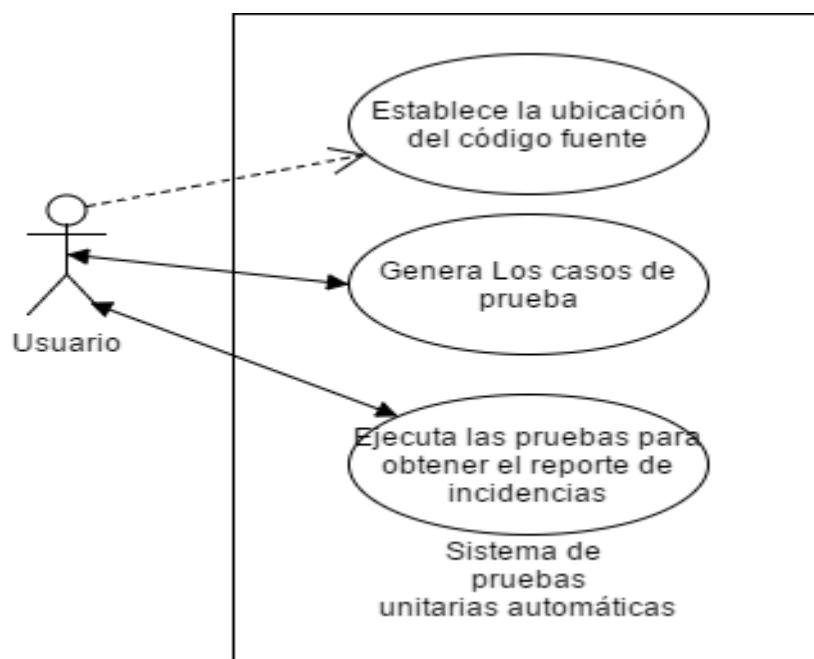 Establece la ubicación
del código fuente
Genera Los casos de
prueba
Usuario
Ejecuta las pruebas para
obtener el reporte de
incidencias
Sistema de
pruebas
unitarias automáticas